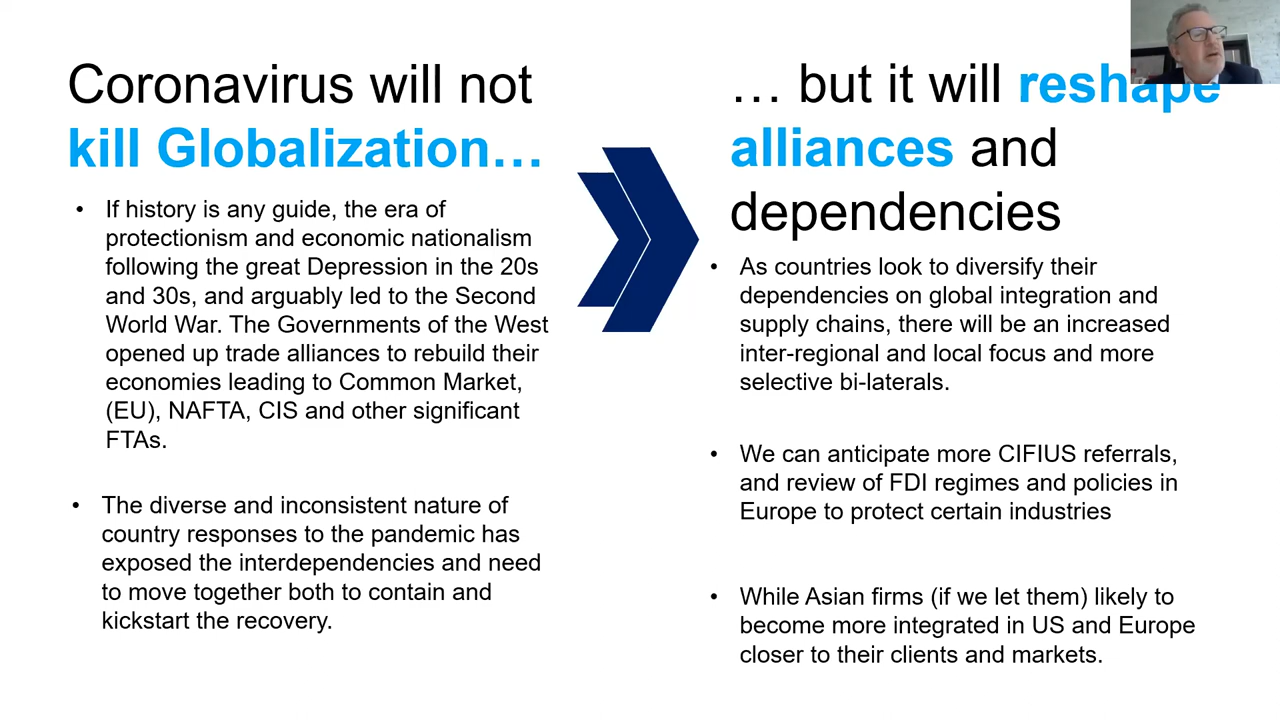 Coronavirus will not
kill Globalization…
• If history is any guide, the era of
protectionism and economic nationalism
following the great Depression in the 20s
and 30s, and arguably led to the Second
World War. The Governments of the West
opened up trade alliances to rebuild their
economies leading to Common Market,
(EU), NAFTA, CIS and other significant
FTAs.
• The diverse and inconsistent nature of
country responses to the pandemic has
exposed the interdependencies and need
to move together both to contain and
kickstart the recovery.
… but it will reshape
alliances and
dependencies
• As countries look to diversify their
dependencies on global integration and
supply chains, there will be an increased
inter-regional and local focus and more
selective bi-laterals.
• We can anticipate more CIFIUS referrals,
and review of FDI regimes and policies in
Europe to protect certain industries
• While Asian firms (if we let them) likely to
become more integrated in US and Europe
closer to their clients and markets.